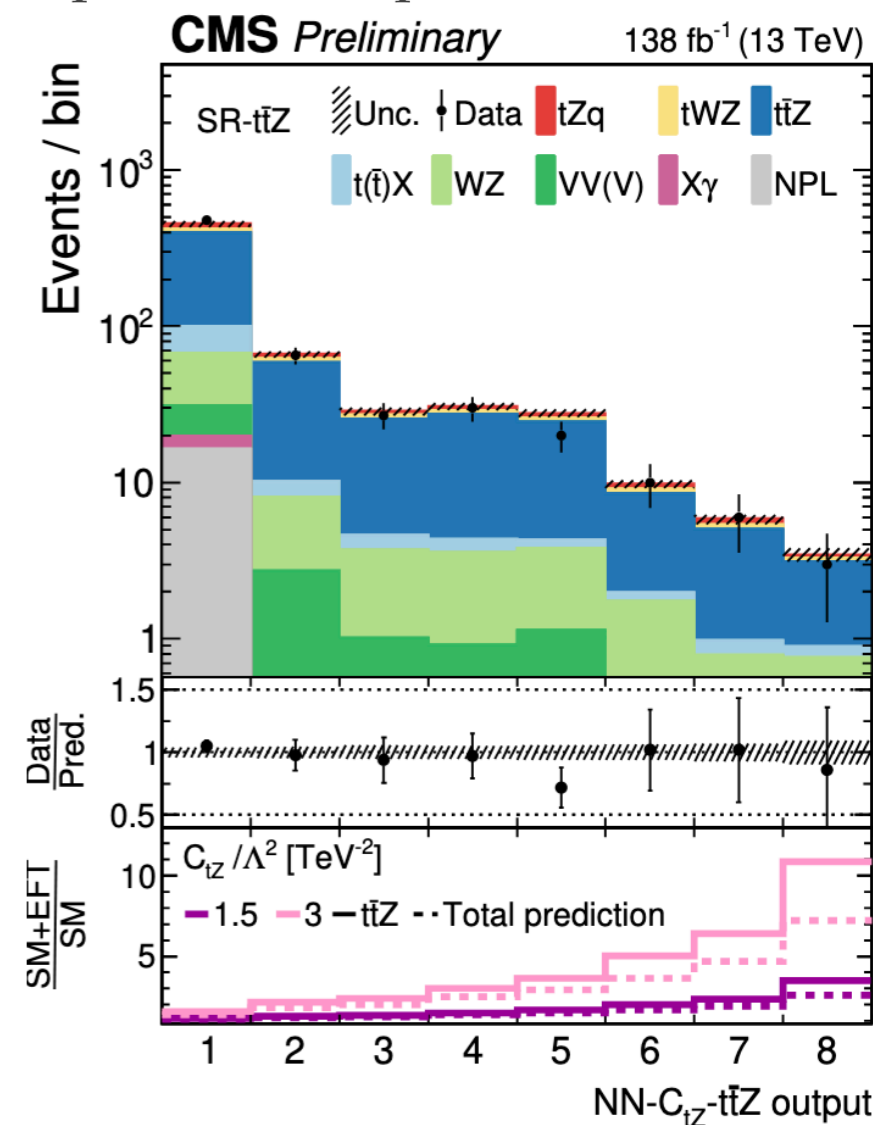 CMS Preliminary 138 fb⁻¹ (13 TeV)
Events / bin
SR-tt̄Z Unc. Data tZq tWZ tt̄Z
t(t̄)X WZ VV(V) Xγ NPL
10³
10²
10
1
Data
Pred.
1.5
1
0.5
SM+EFT
SM
C_tZ /Λ² [TeV⁻²]
10
1.5 3 tt̄Z Total prediction
5
1 2 3 4 5 6 7 8
NN-C_tZ-tt̄Z output